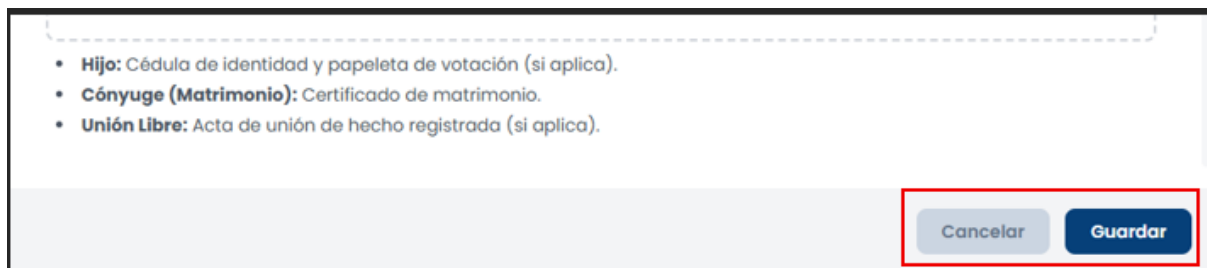 • Hijo: Cédula de identidad y papeleta de votación (si aplica).
• Cónyuge (Matrimonio): Certificado de matrimonio.
• Unión Libre: Acta de unión de hecho registrada (si aplica).
Cancelar Guardar